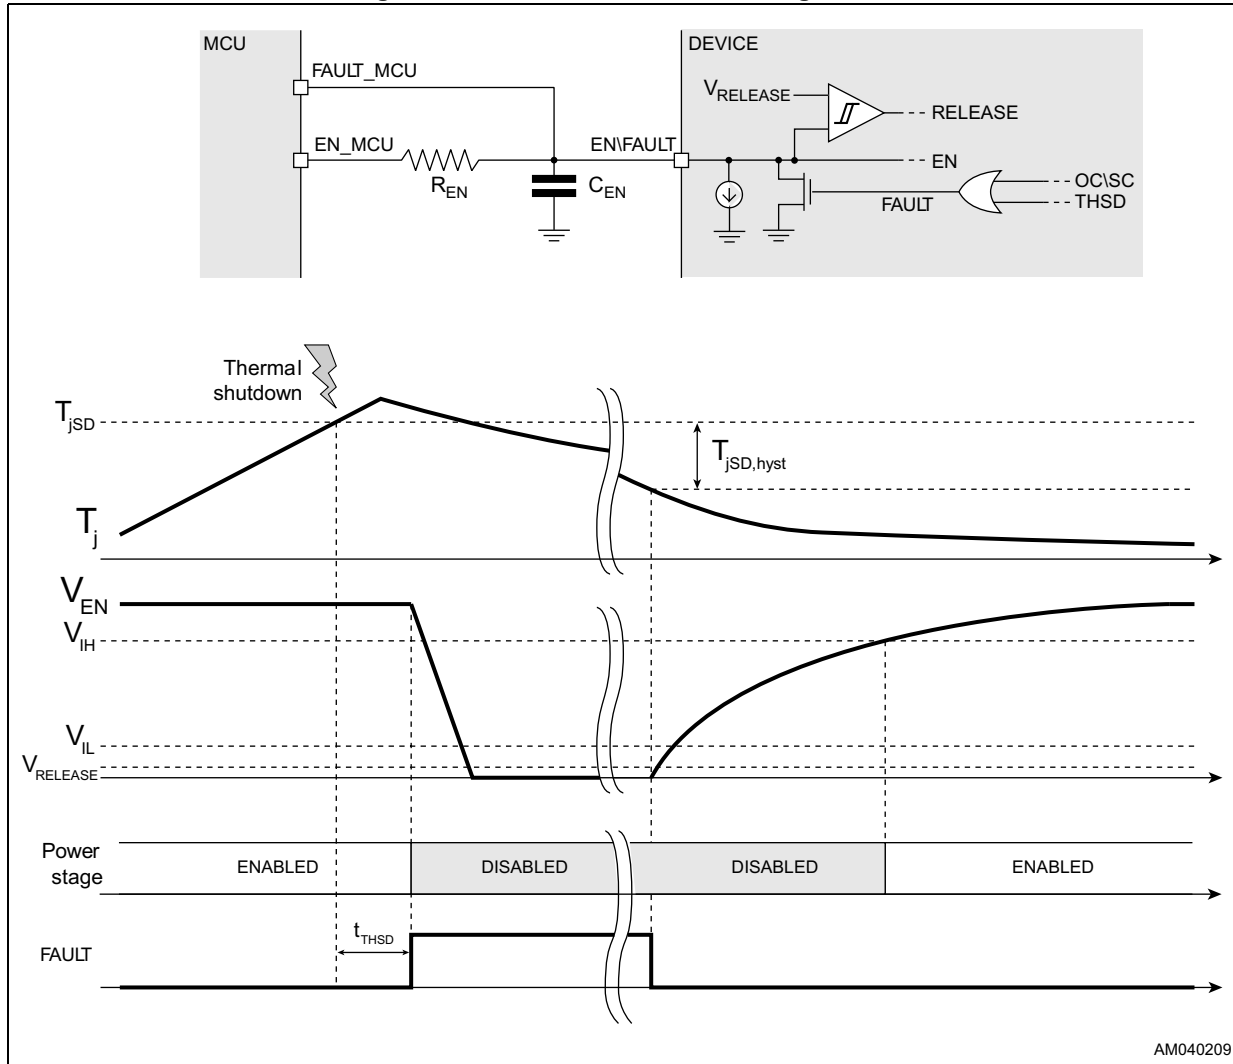 MCU
DEVICE
FAULT_MCU
V_RELEASE
RELEASE
EN_MCU
EN\FAULT
EN
R_EN
C_EN
OC\SC
FAULT
THSD
Thermal
shutdown
T_jSD
T_jSD,hyst
T_j
V_EN
V_IH
V_IL
V_RELEASE
Power
stage
ENABLED
DISABLED
DISABLED
ENABLED
t_THSD
FAULT
AM040209